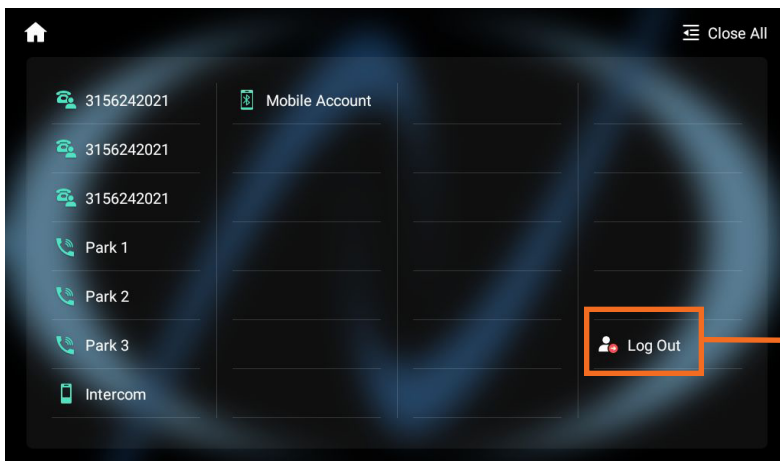 Close All
3156242021
Mobile Account
3156242021
3156242021
Park 1
Park 2
Park 3
Log Out
Intercom